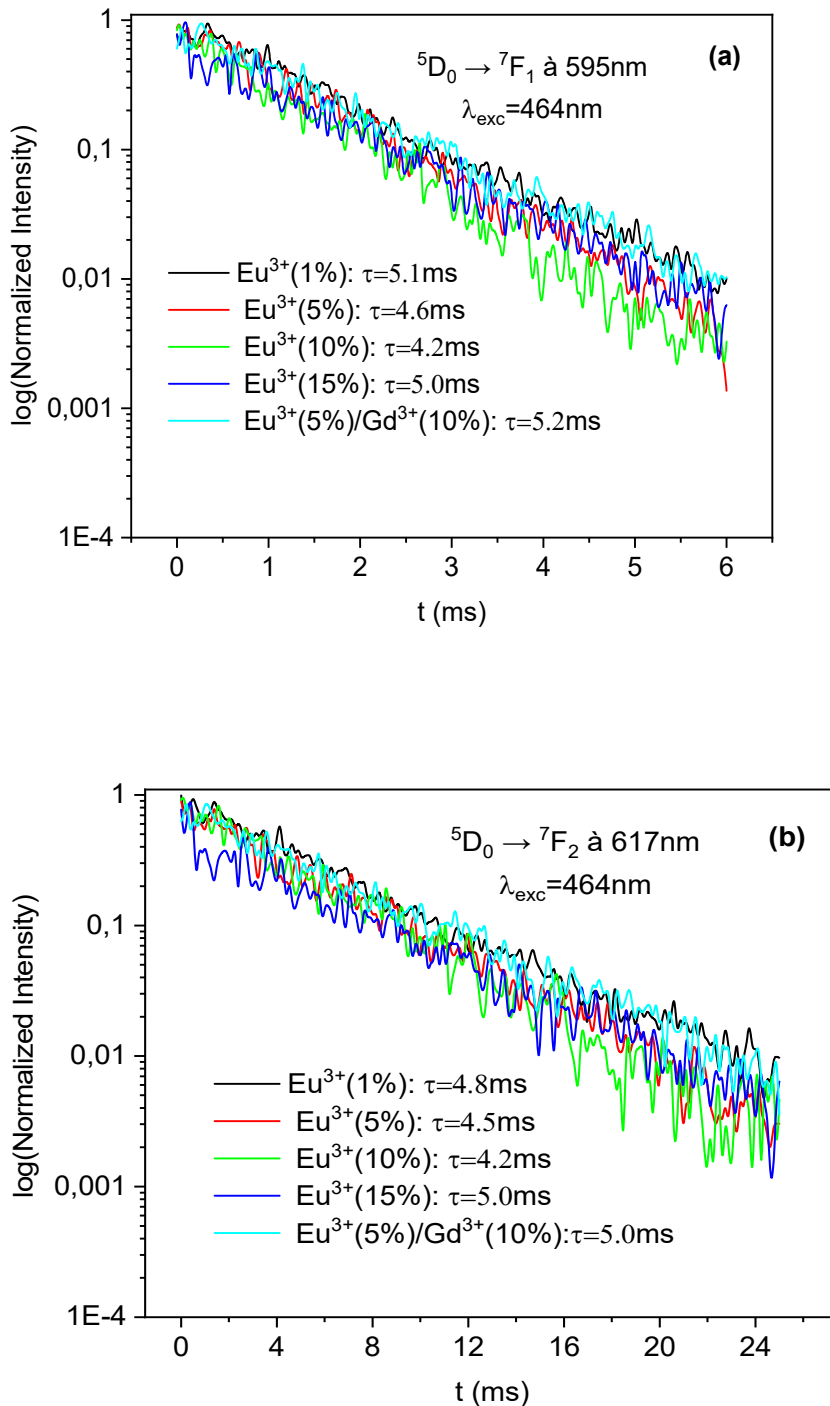 1
0,1
0,01
0,001
1E-4
log(Normalized Intensity)
⁵D₀ → ⁷F₁ à 595nm
λexc=464nm
(a)
Eu³⁺(1%): τ=5.1ms
Eu³⁺(5%): τ=4.6ms
Eu³⁺(10%): τ=4.2ms
Eu³⁺(15%): τ=5.0ms
Eu³⁺(5%)/Gd³⁺(10%): τ=5.2ms
0 1 2 3 4 5 6
t (ms)
1
0,1
0,01
0,001
1E-4
log(Normalized Intensity)
⁵D₀ → ⁷F₂ à 617nm
λexc=464nm
(b)
Eu³⁺(1%): τ=4.8ms
Eu³⁺(5%): τ=4.5ms
Eu³⁺(10%): τ=4.2ms
Eu³⁺(15%): τ=5.0ms
Eu³⁺(5%)/Gd³⁺(10%):τ=5.0ms
0 4 8 12 16 20 24
t (ms)